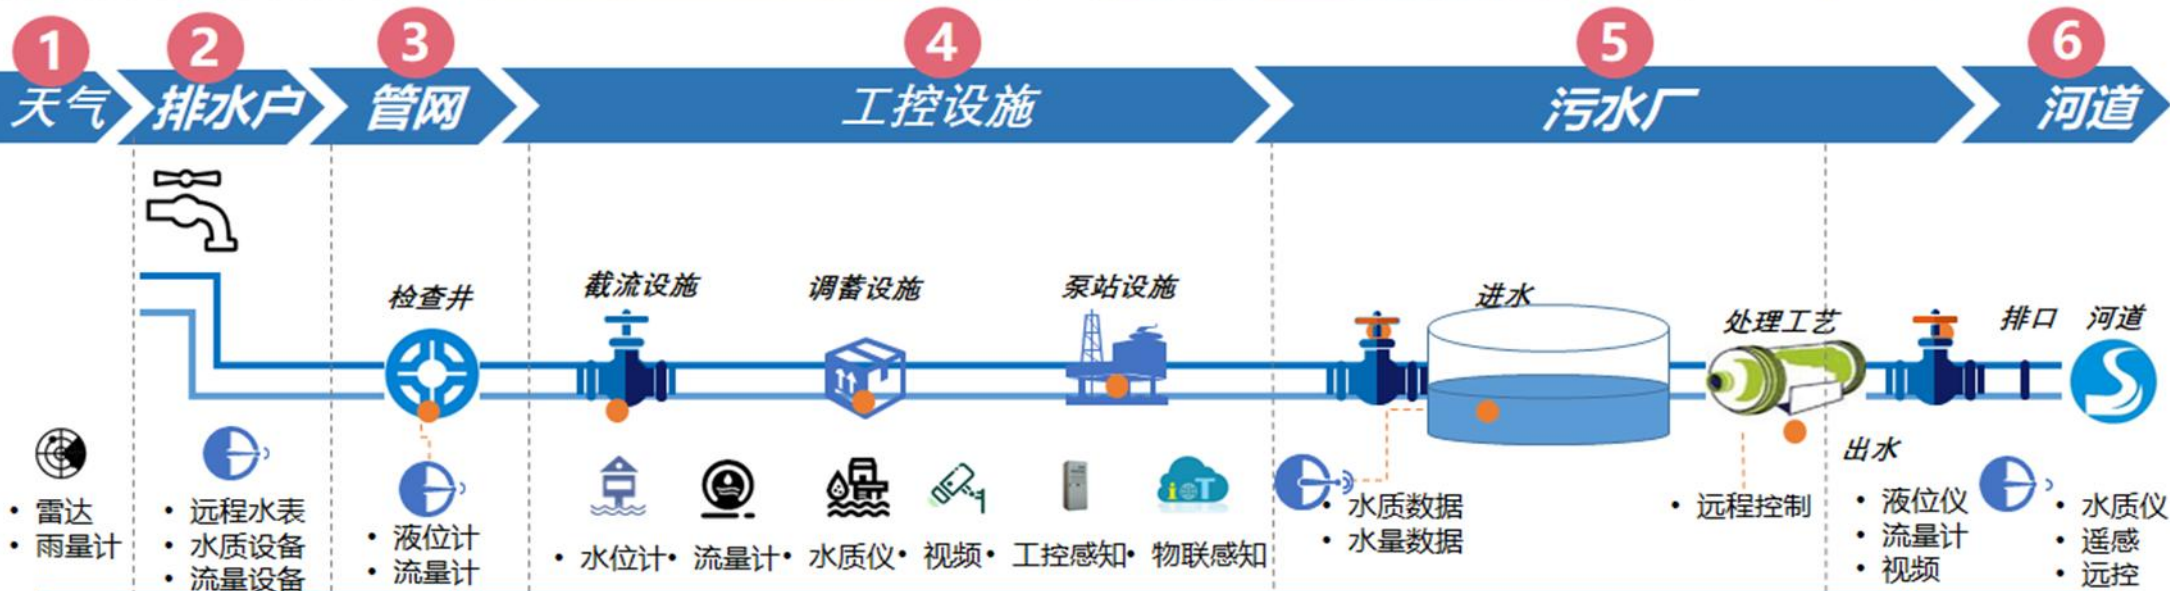 1
天气
2
排水户
3
管网
4
工控设施
5
污水厂
6
河道
检查井
截流设施
调蓄设施
泵站设施
进水
处理工艺
排口
河道
出水
• 雷达
• 雨量计
• 远程水表
• 水质设备
• 流量设备
• 液位计
• 流量计
• 水位计
• 流量计
• 水质仪
• 视频
• 工控感知
• 物联感知
IoT
• 水质数据
• 水量数据
• 远程控制
• 液位仪
• 流量计
• 视频
• 水质仪
• 遥感
• 远控